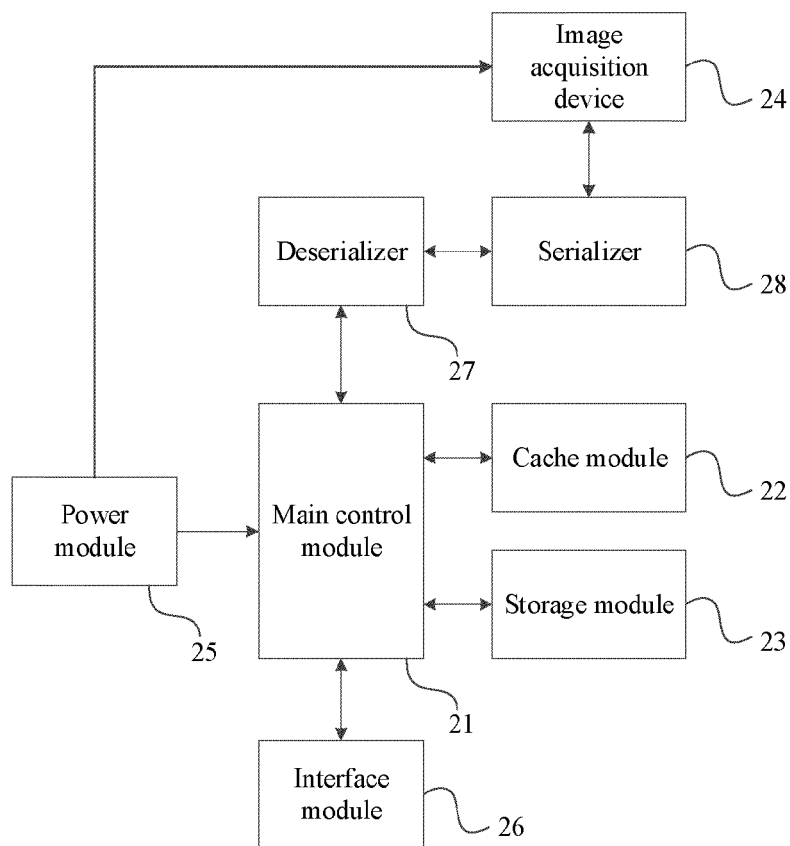 Image
acquisition
device
24
Deserializer
Serializer
28
27
Main control
module
Cache module
22
Power
module
25
Storage module
23
21
Interface
module
26